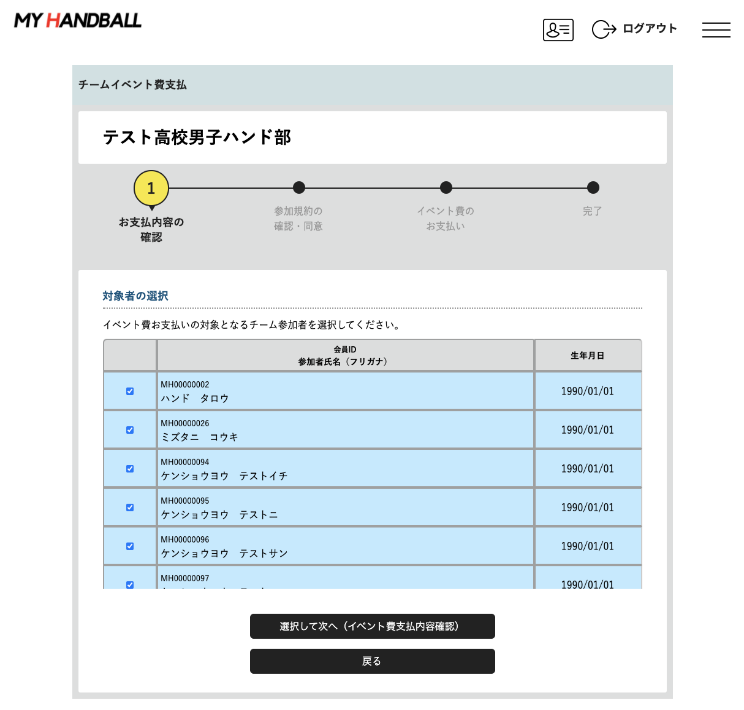 MY HANDBALL
ログアウト
チームイベント費支払
テスト高校男子ハンド部
1
お支払内容の
確認
参加規約の
確認・同意
イベント費の
お支払い
完了
対象者の選択
イベント費お支払いの対象となるチーム参加者を選択してください。
会員ID
参加者氏名（フリガナ）
生年月日
MH00000002
ハンド　タロウ
1990/01/01
MH00000026
ミズタニ　コウキ
1990/01/01
MH00000094
ケンショウヨウ　テストイチ
1990/01/01
MH00000095
ケンショウヨウ　テストニ
1990/01/01
MH00000096
ケンショウヨウ　テストサン
1990/01/01
MH00000097
1990/01/01
選択して次へ（イベント費支払内容確認）
戻る